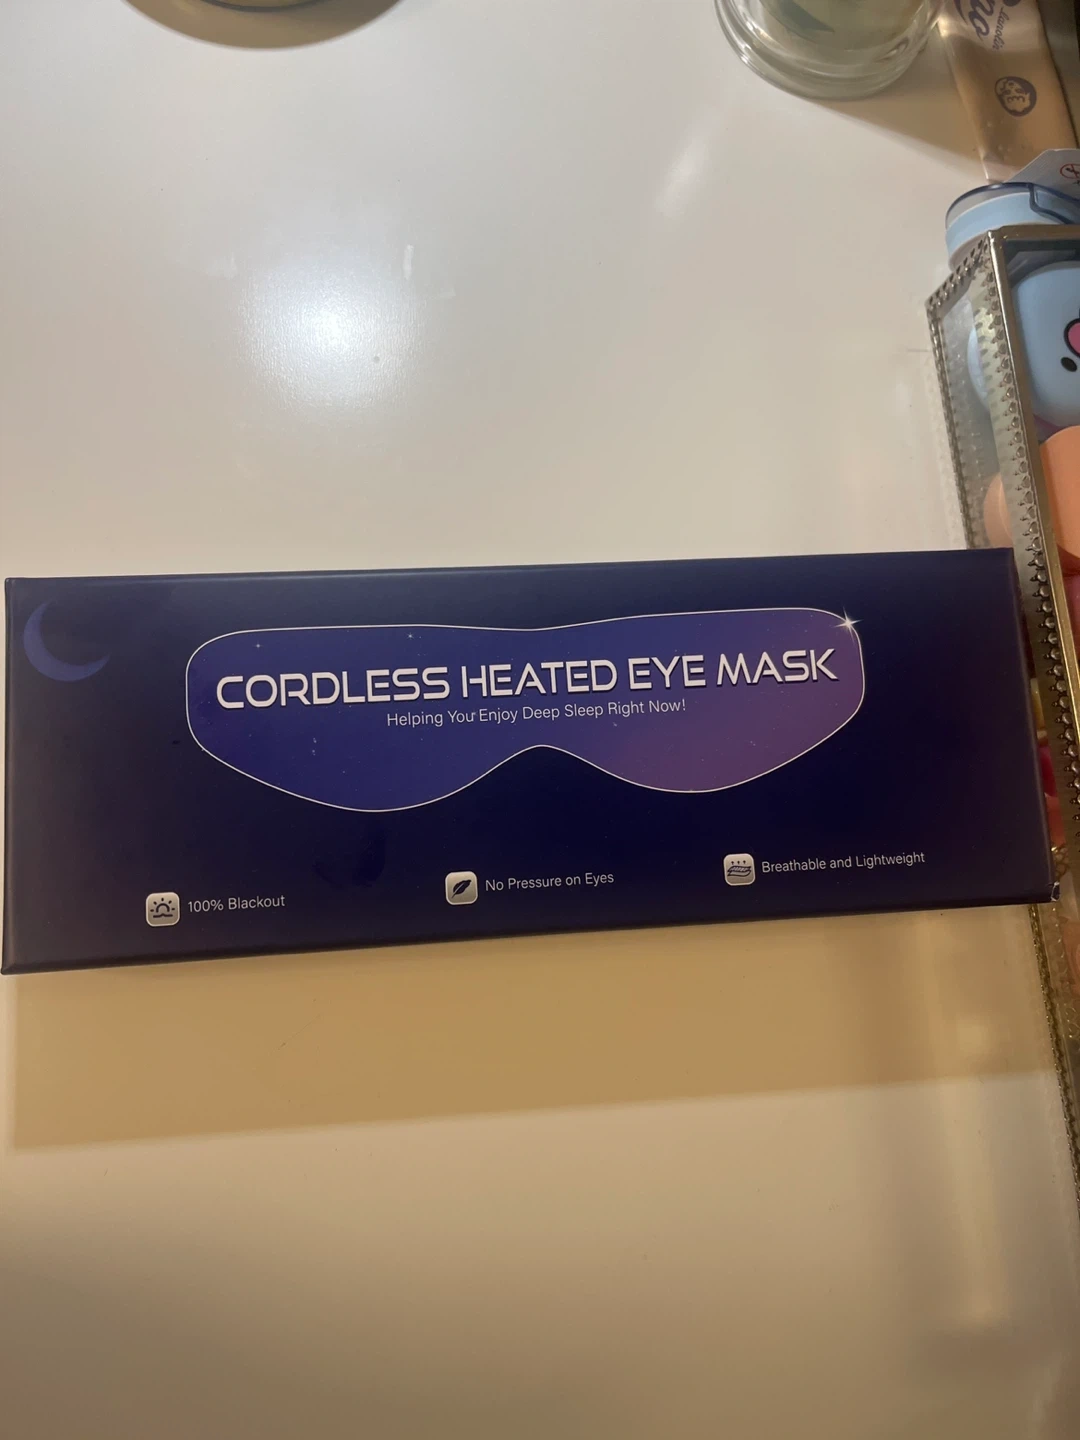 Lanolin
CORDLESS HEATED EYE MASK
Helping You Enjoy Deep Sleep Right Now!
100% Blackout
No Pressure on Eyes
Breathable and Lightweight